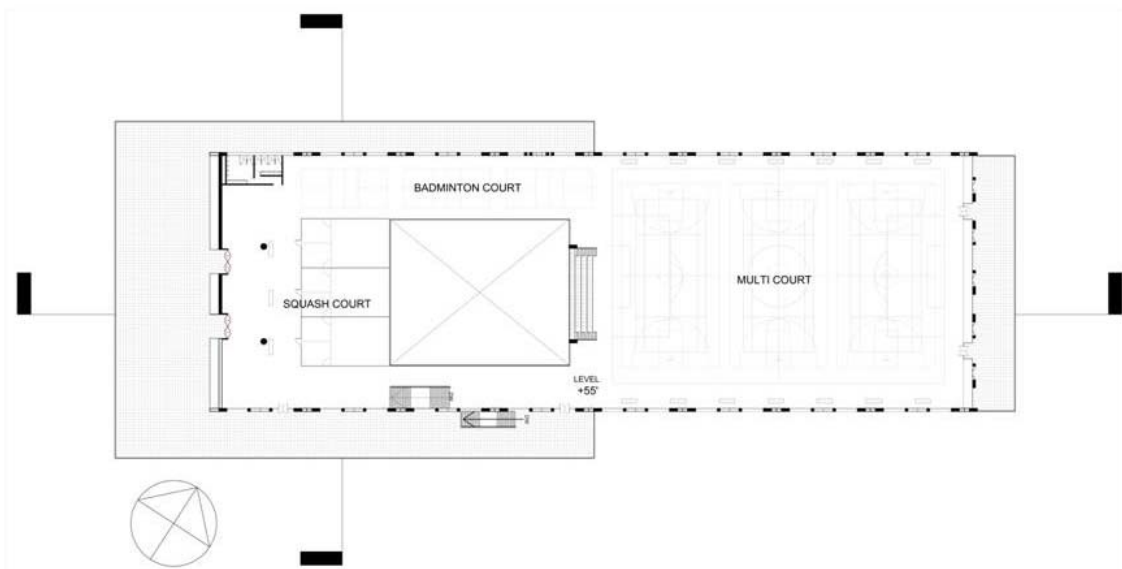 BADMINTON COURT
MULTI COURT
SQUASH COURT
LEVEL
+55'